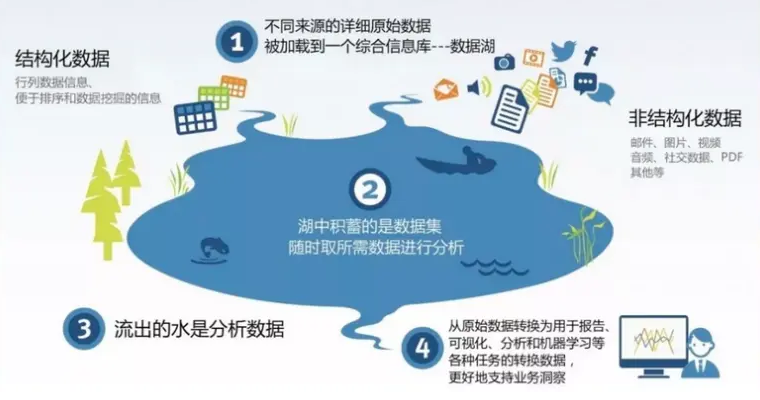 1
不同来源的详细原始数据
被加载到一个综合信息库---数据湖
结构化数据
行列数据信息、
便于排序和数据挖掘的信息
非结构化数据
邮件、图片、视频
音频、社交数据、PDF
其他等
2
湖中积蓄的是数据集
随时取所需数据进行分析
3
流出的水是分析数据
4
从原始数据转换为用于报告、
可视化、分析和机器学习等
各种任务的转换数据，
更好地支持业务洞察